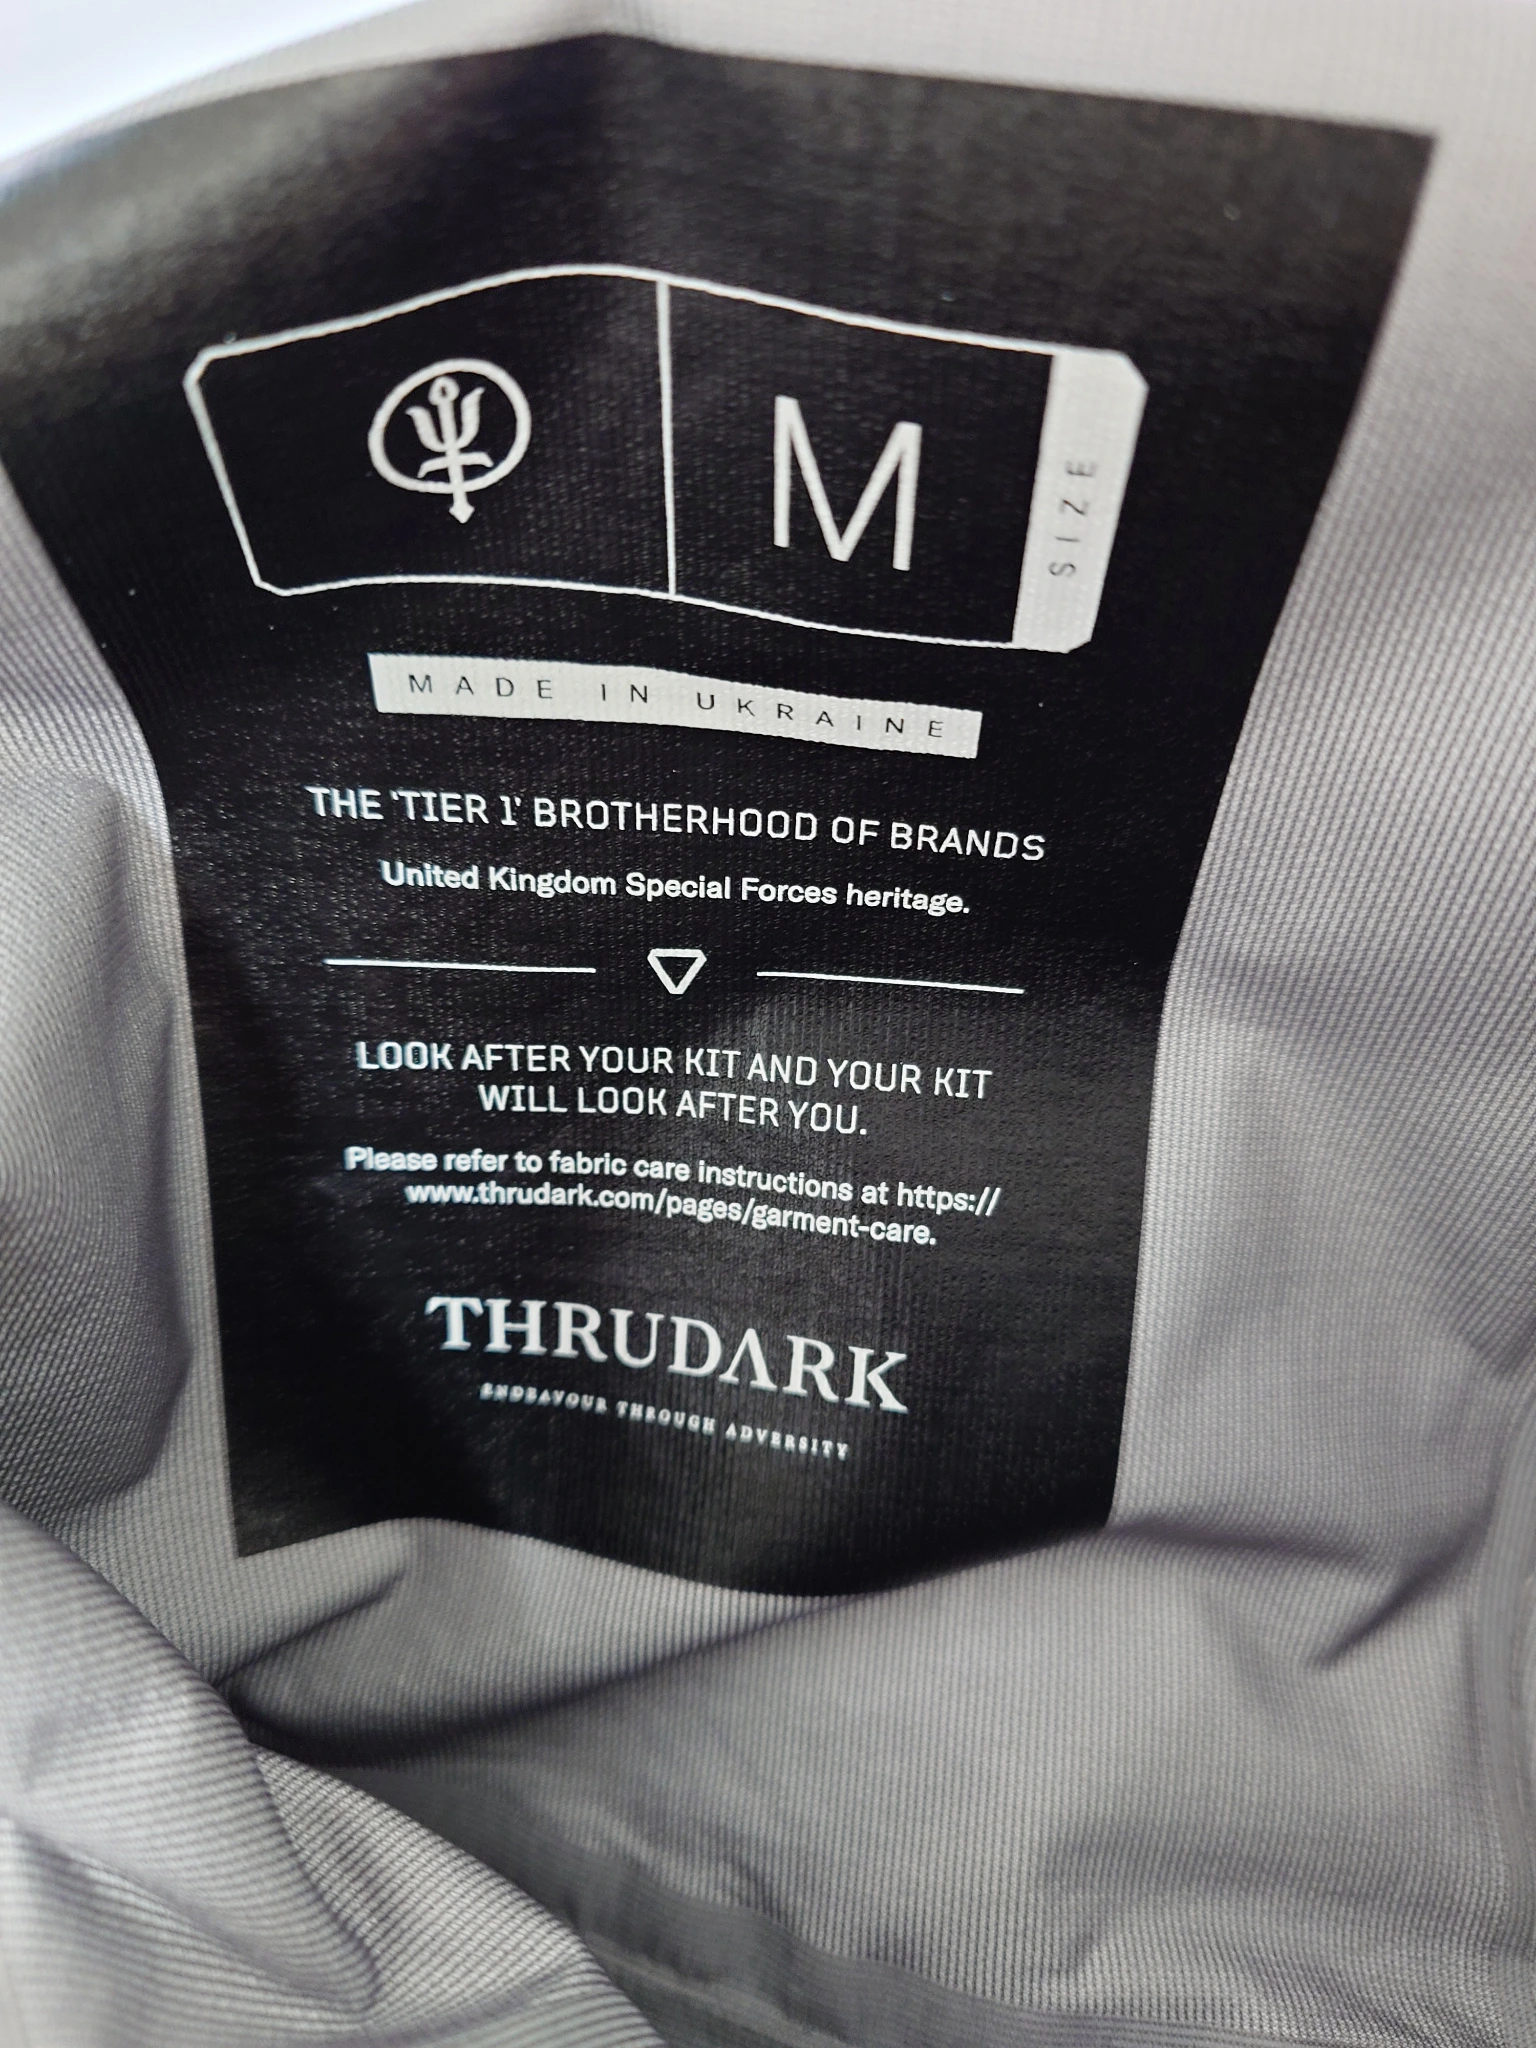 M
SIZE
MADE IN UKRAINE
THE 'TIER 1' BROTHERHOOD OF BRANDS
United Kingdom Special Forces heritage.
LOOK AFTER YOUR KIT AND YOUR KIT
WILL LOOK AFTER YOU.
Please refer to fabric care instructions at https://
www.thrudark.com/pages/garment-care.
THRUDΛRK
ENDEAVOUR THROUGH ADVERSITY